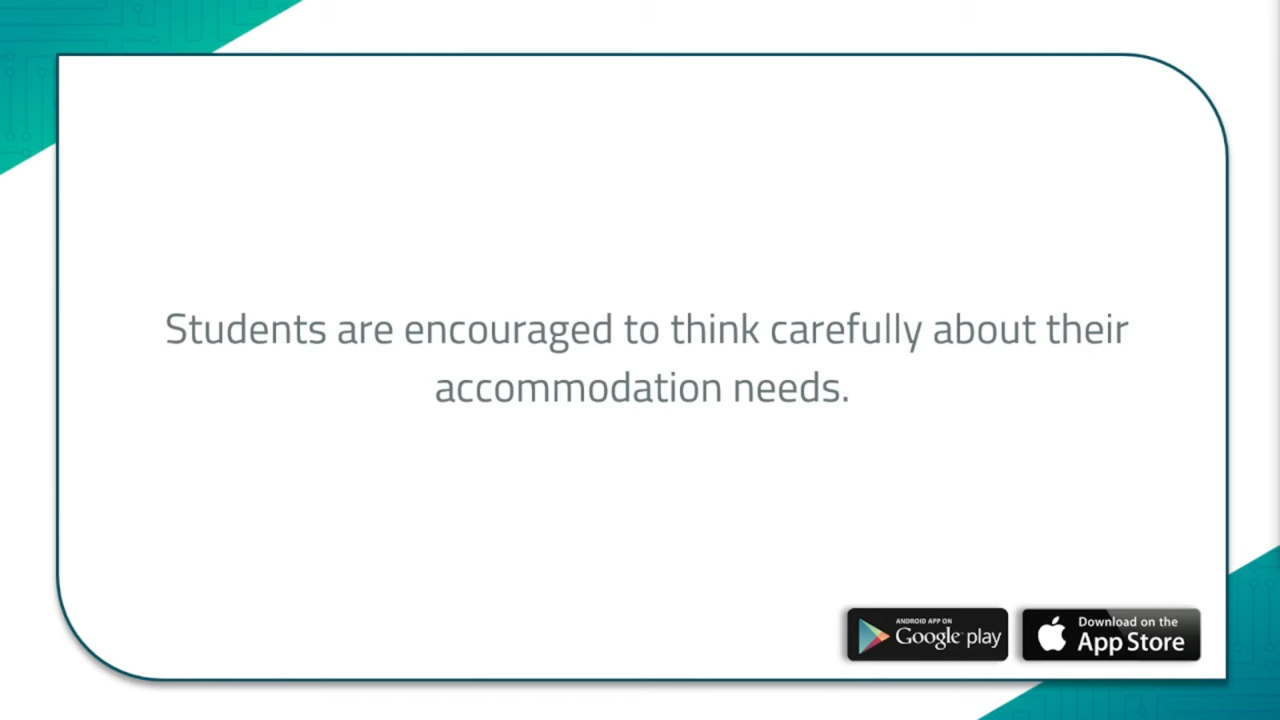 Students are encouraged to think carefully about their
accommodation needs.
ANDROID APP ON
Google play
Download on the
App Store